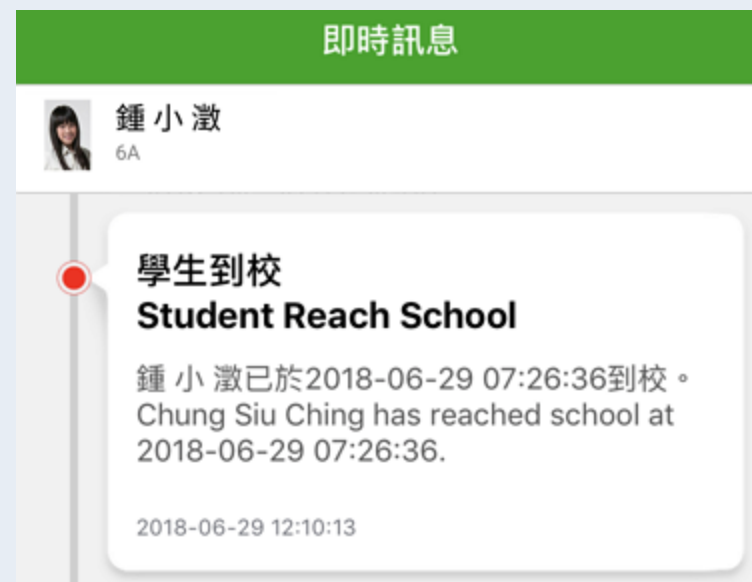 即時訊息
鍾 小 澂
6A
學生到校
Student Reach School
鍾 小 澂已於2018-06-29 07:26:36到校。
Chung Siu Ching has reached school at
2018-06-29 07:26:36.
2018-06-29 12:10:13